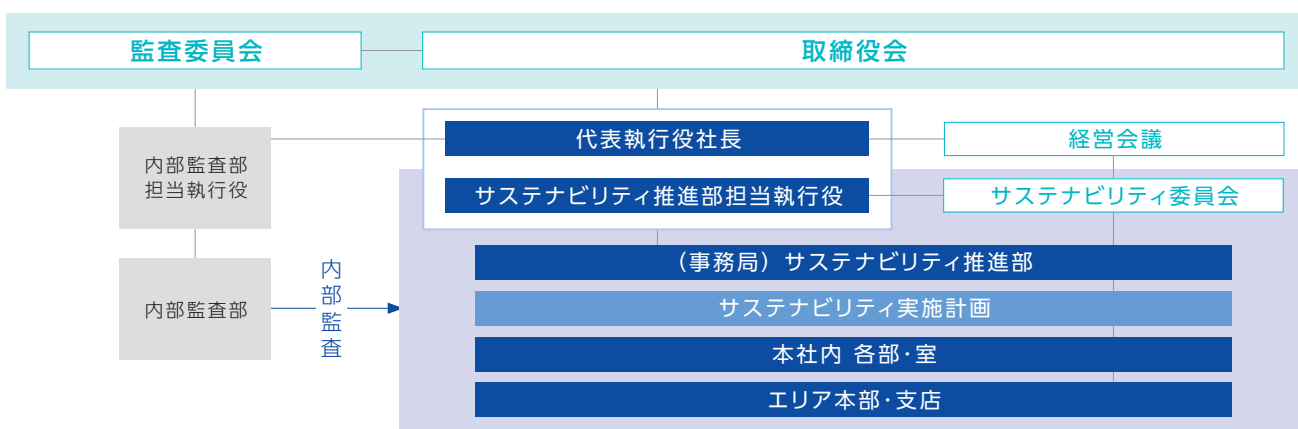 監査委員会
取締役会
内部監査部
担当執行役
代表執行役社長
経営会議
サステナビリティ推進部担当執行役
サステナビリティ委員会
内部監査部
内部監査
（事務局）サステナビリティ推進部
サステナビリティ実施計画
本社内 各部・室
エリア本部・支店